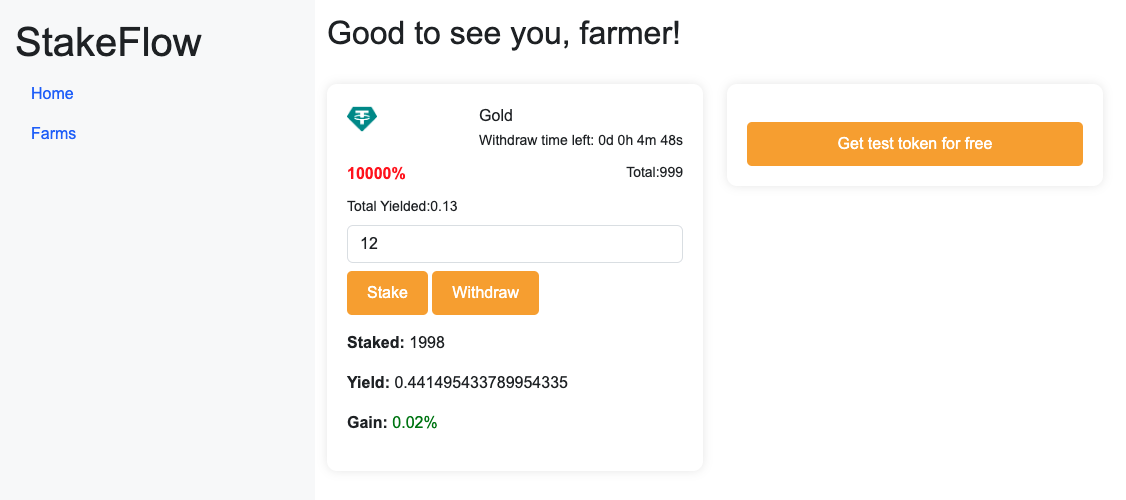 StakeFlow
Home
Farms
Good to see you, farmer!
Gold
Withdraw time left: 0d 0h 4m 48s
10000%
Total:999
Total Yielded:0.13
12
Stake
Withdraw
Staked: 1998
Yield: 0.441495433789954335
Gain: 0.02%
Get test token for free